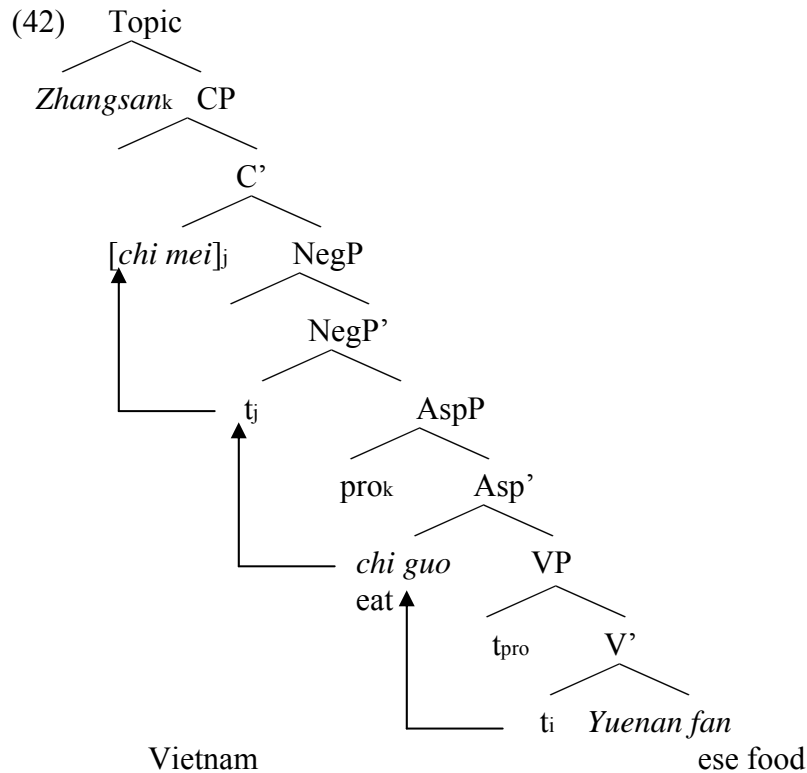 (42) Topic
Zhangsank CP
C’
[chi mei]j NegP
NegP’
tj AspP
prok Asp’
chi guo VP
eat
tpro V’
ti Yuenan fan
Vietnam ese food